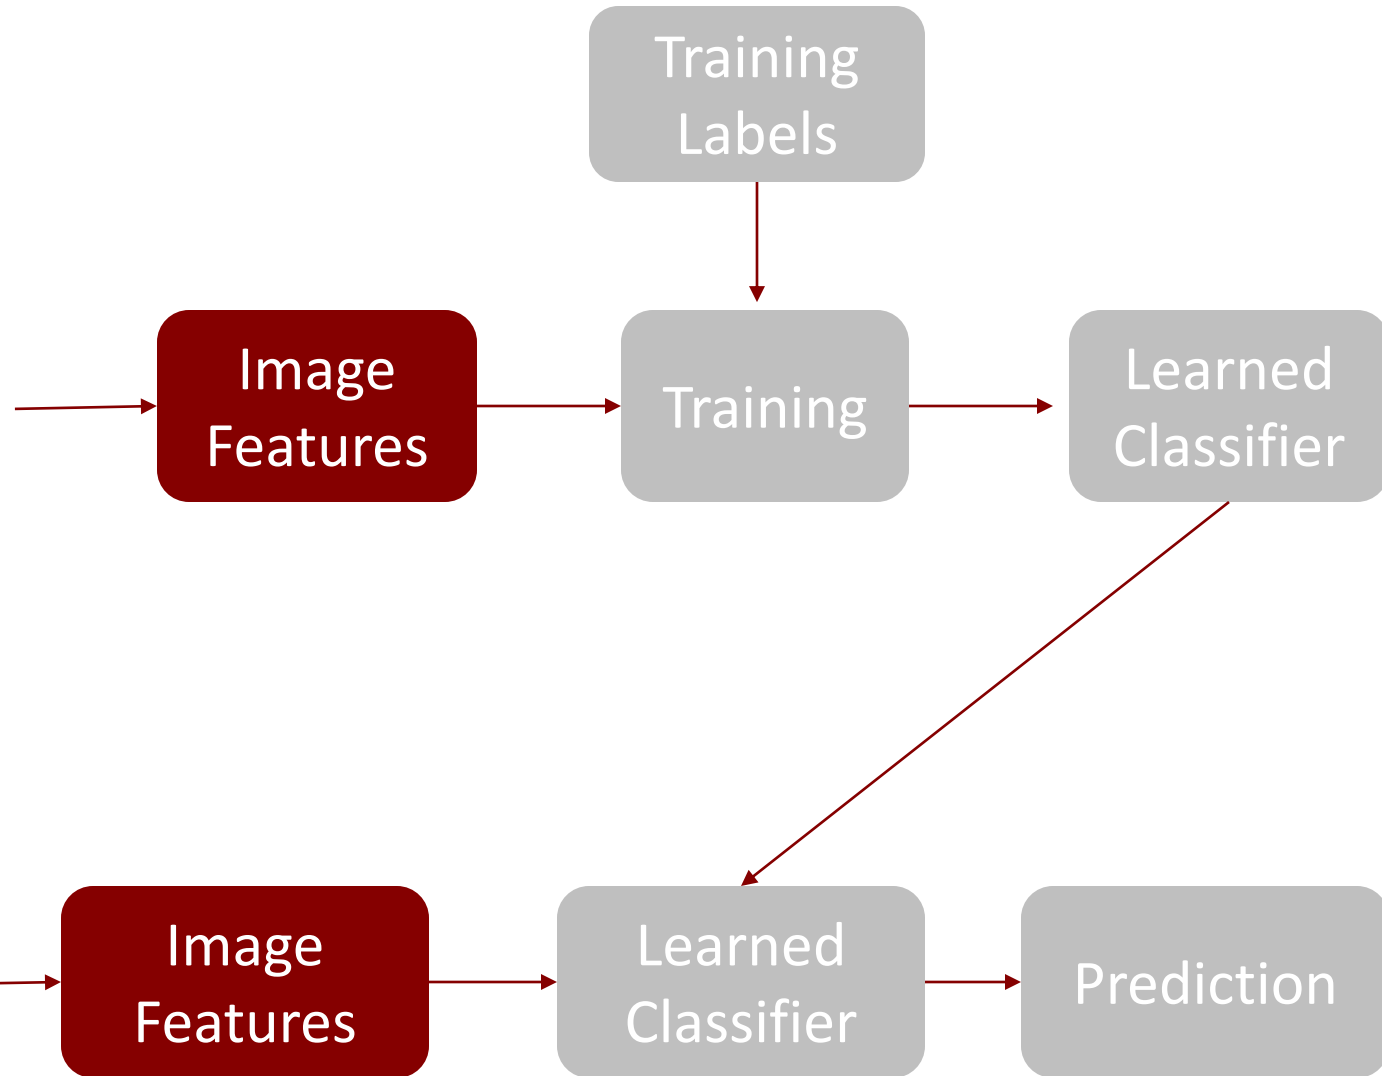 Training
Labels
Image
Features
Training
Learned
Classifier
Image
Features
Learned
Classifier
Prediction